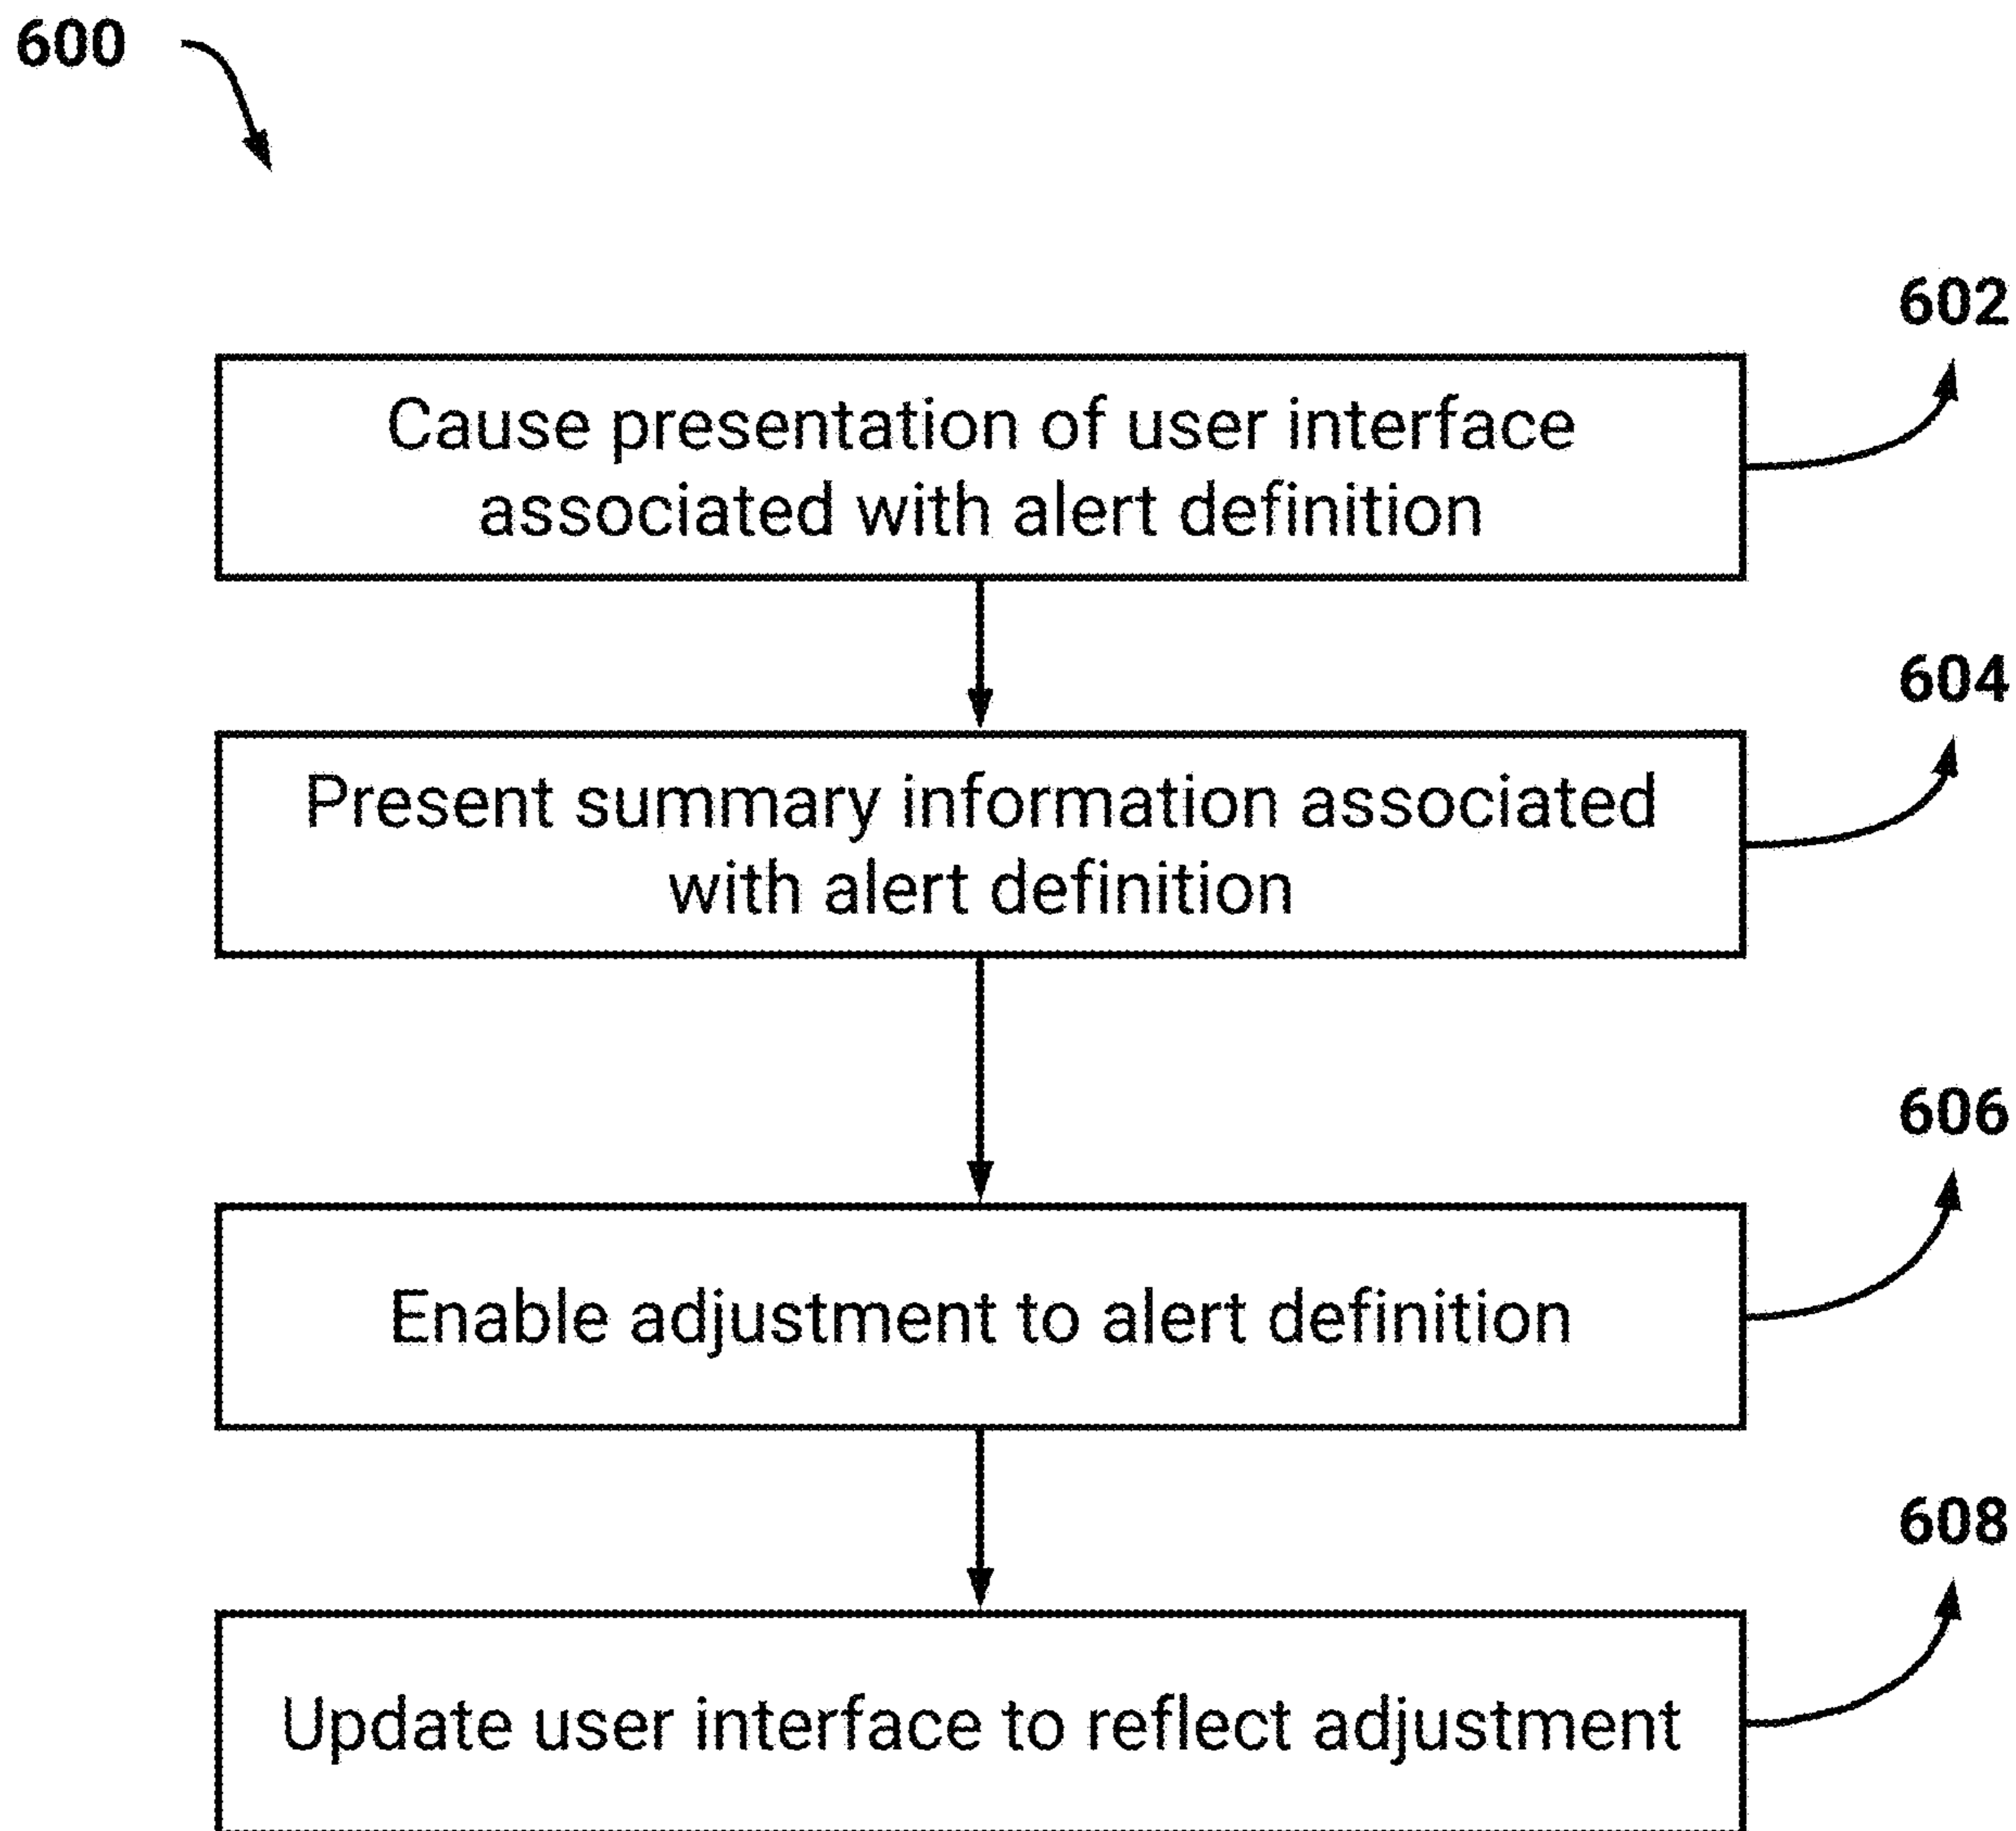 600
602
Cause presentation of user interface
associated with alert definition
604
Present summary information associated
with alert definition
606
Enable adjustment to alert definition
608
Update user interface to reflect adjustment